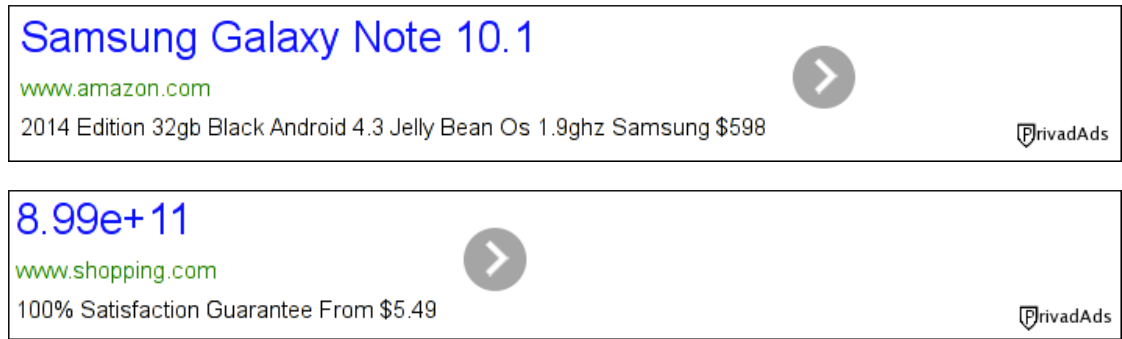 Samsung Galaxy Note 10.1
www.amazon.com
2014 Edition 32gb Black Android 4.3 Jelly Bean Os 1.9ghz Samsung $598
PrivadAds
8.99e+11
www.shopping.com
100% Satisfaction Guarantee From $5.49
PrivadAds